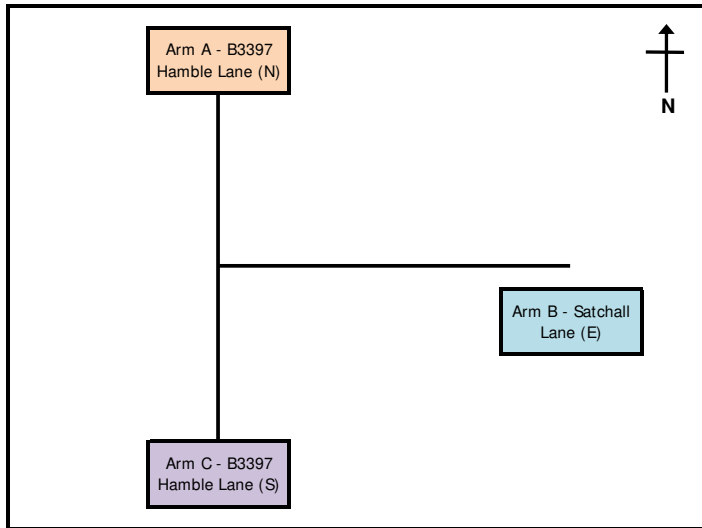 Arm A - B3397
Hamble Lane (N)
N
Arm B - Satchall
Lane (E)
Arm C - B3397
Hamble Lane (S)